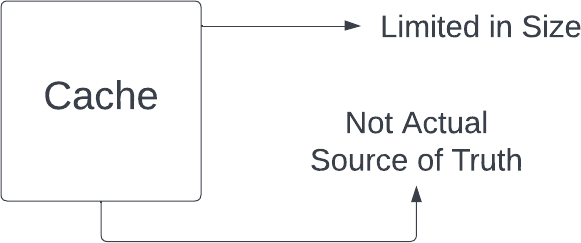 Cache
Limited in Size
Not Actual
Source of Truth